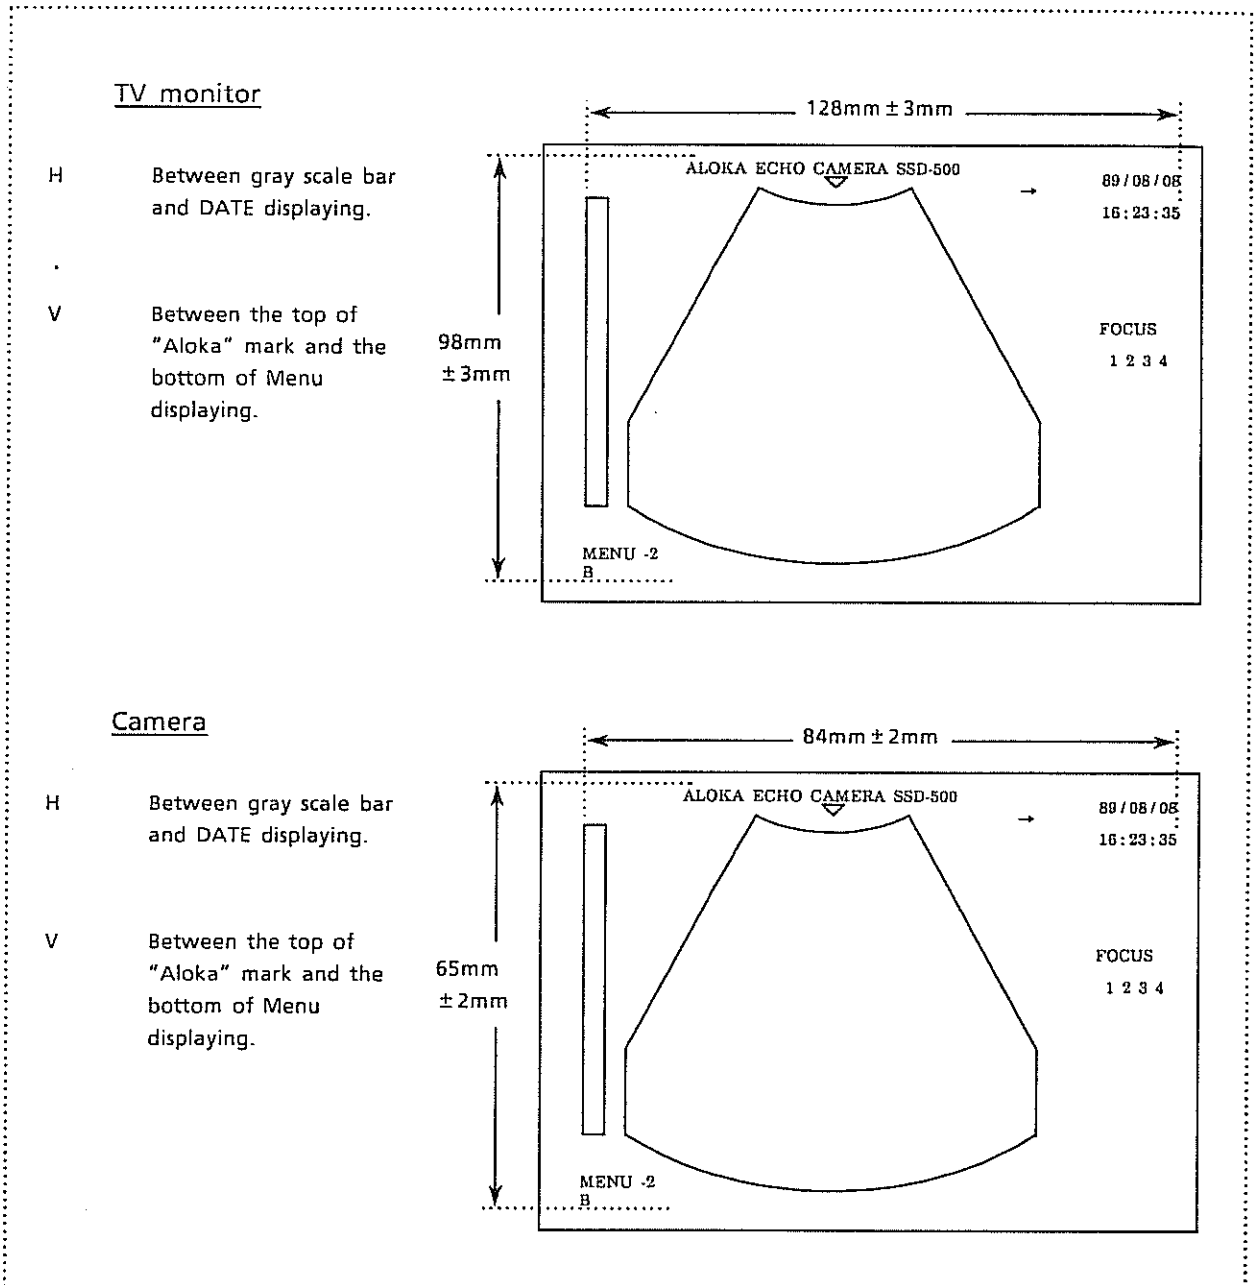 TV monitor
128mm ± 3mm
H Between gray scale bar
and DATE displaying.
V Between the top of
"Aloka" mark and the
bottom of Menu
displaying.
98mm
± 3mm
ALOKA ECHO CAMERA SSD-500
→ 89/08/08
16:23:35
FOCUS
1 2 3 4
MENU -2
B
Camera
84mm ± 2mm
H Between gray scale bar
and DATE displaying.
V Between the top of
"Aloka" mark and the
bottom of Menu
displaying.
65mm
± 2mm
ALOKA ECHO CAMERA SSD-500
→ 89/08/08
16:23:35
FOCUS
1 2 3 4
MENU -2
B